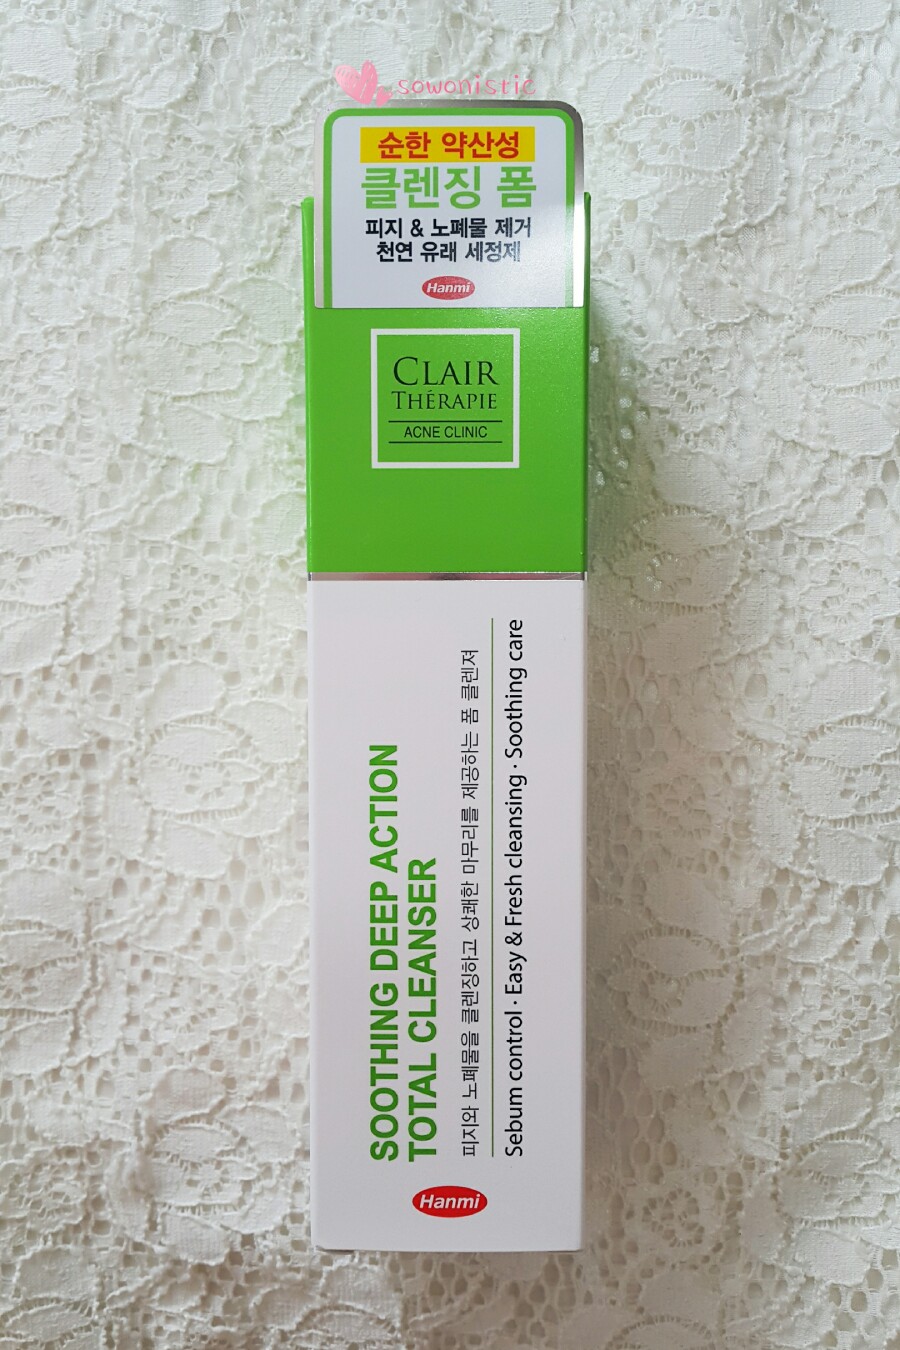 sowonistic
순한 약산성
클렌징 폼
피지 & 노폐물 제거
천연 유래 세정제
Hanmi
CLAIR
THÉRAPIE
ACNE CLINIC
SOOTHING DEEP ACTION
TOTAL CLEANSER
피지와 노폐물을 클렌징하고 상쾌한 마무리를 제공하는 폼 클렌져
Sebum control · Easy & Fresh cleansing · Soothing care
Hanmi